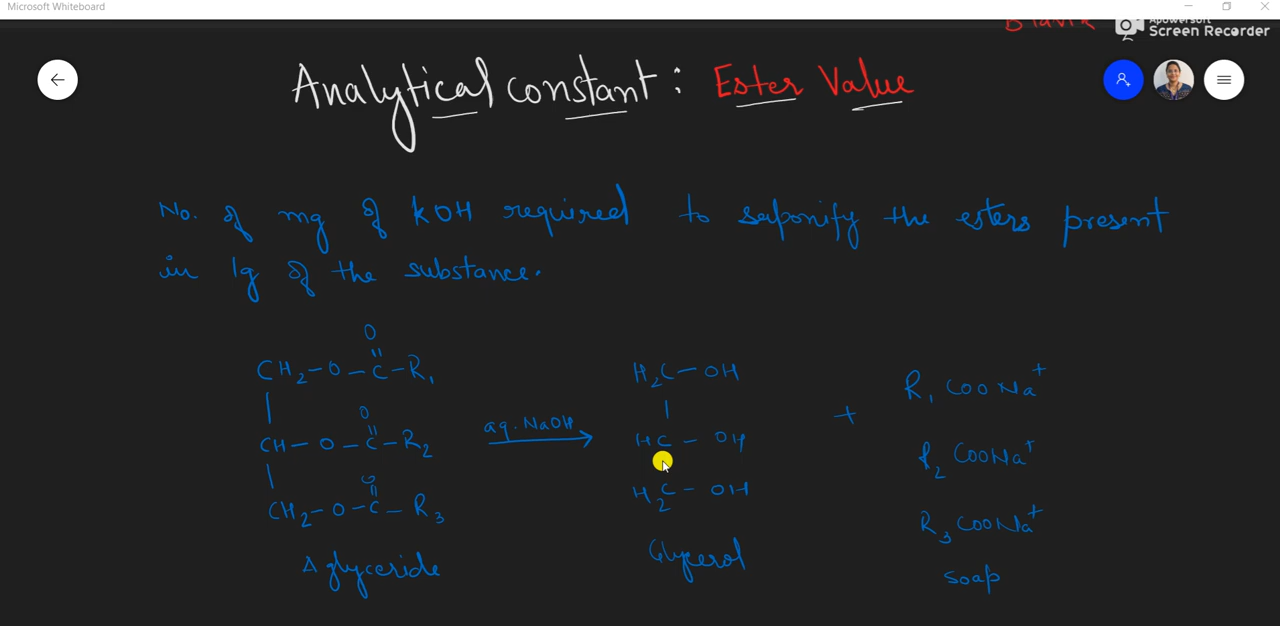 Microsoft Whiteboard
Blank
Apowersoft
Screen Recorder
Analytical constant : Ester Value
No. of mg of KOH required to saponify the esters present
in 1g of the substance.
O
CH2-O-C-R1
O
CH-O-C-R2
O
CH2-O-C-R3
A glyceride
aq. NaOH
H2C-OH
HC-OH
H2C-OH
Glycerol
+
R1COONa+
R2COONa+
R3COONa+
Soap